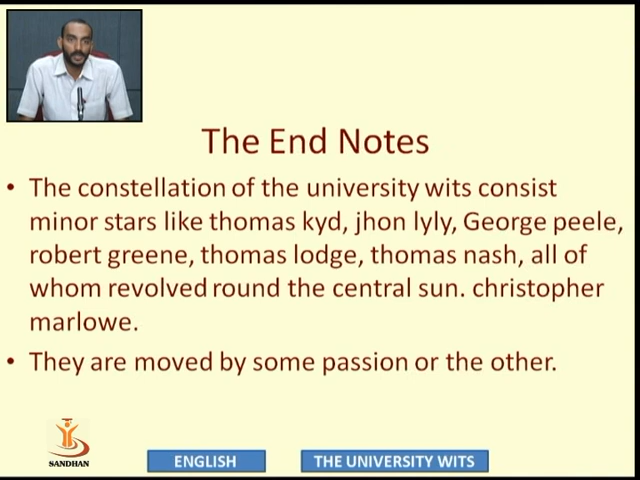 The End Notes
• The constellation of the university wits consist
minor stars like thomas kyd, jhon lyly, George peele,
robert greene, thomas lodge, thomas nash, all of
whom revolved round the central sun. christopher
marlowe.
• They are moved by some passion or the other.
SANDHAN
ENGLISH
THE UNIVERSITY WITS